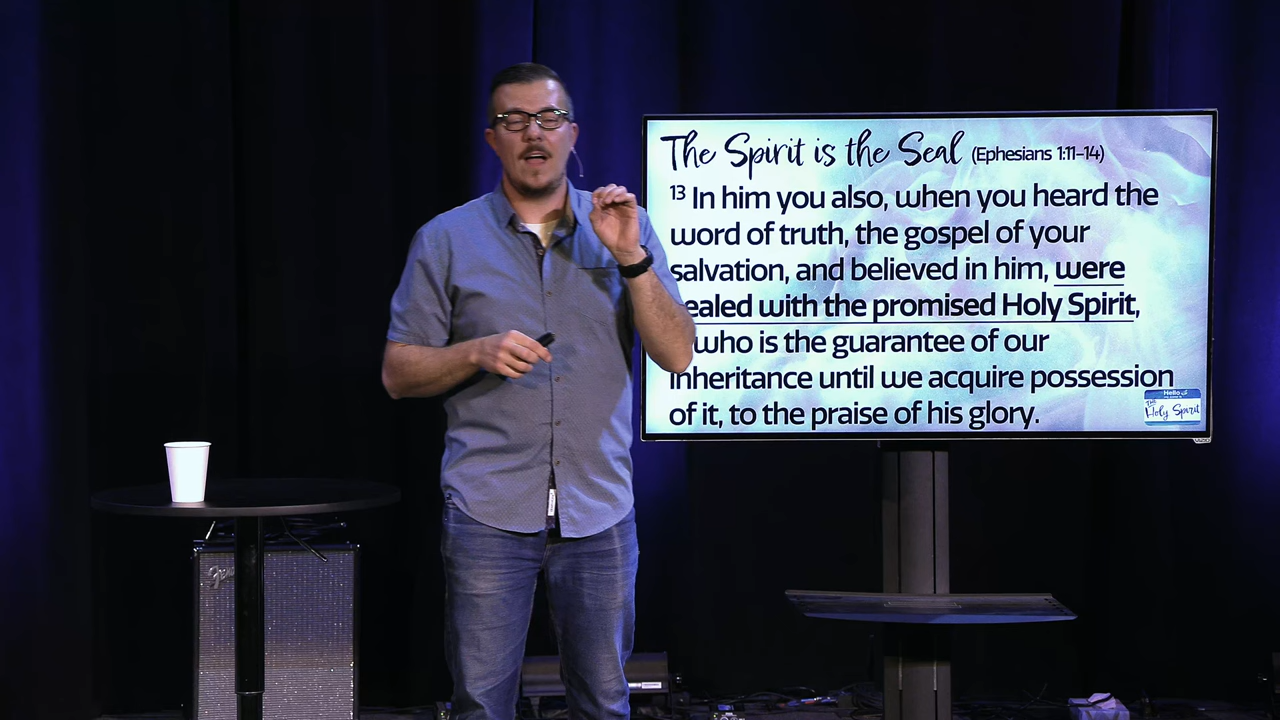 The Spirit is the Seal (Ephesians 1:11–14)
13 In him you also, when you heard the
word of truth, the gospel of your
salvation, and believed in him, were
ealed with the promised Holy Spirit,
who is the guarantee of our
inheritance until we acquire possession
of it, to the praise of his glory.
Hello
THE
Holy Spirit